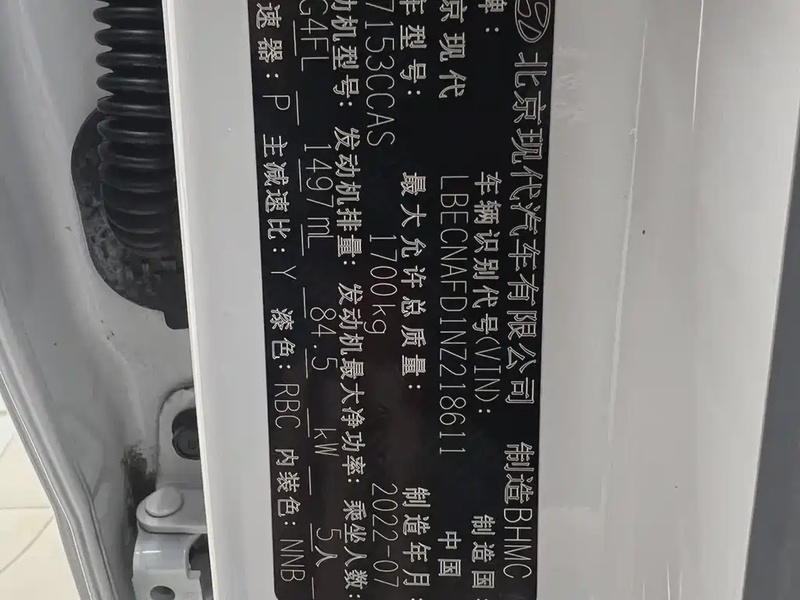 北京现代汽车有限公司 制造BHMC
牌: 车辆识别代号(VIN): 制造国:
京现代 LBECNAFD1NZ218611 中国
车型号: 最大允许总质量: 制造年月:
7153CCAS 1700kg 2022-07
动机型号: 发动机排量: 发动机最大净功率: 乘坐人数:
G4FL 1497mL 84.5 kW 5人
速器: P 主减速比: Y 漆色: RBC 内装色: NNB